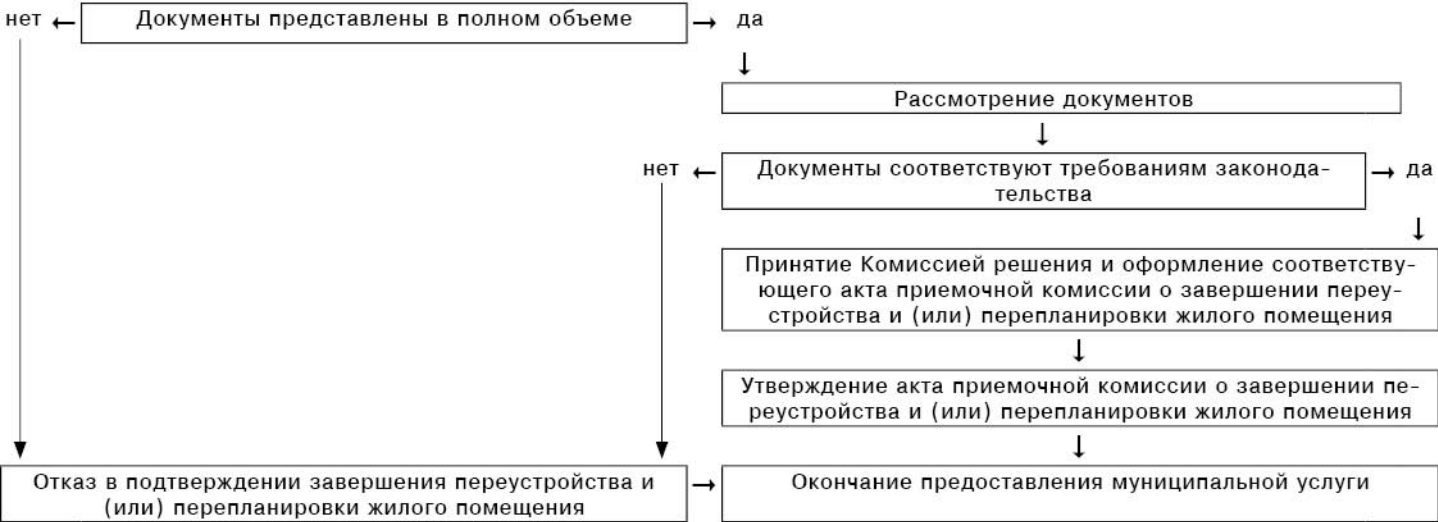 нет
Документы представлены в полном объеме
да
Рассмотрение документов
нет
Документы соответствуют требованиям законода-
тельства
да
Принятие Комиссией решения и оформление соответству-
ющего акта приемочной комиссии о завершении переу-
стройства и (или) перепланировки жилого помещения
Утверждение акта приемочной комиссии о завершении пе-
реустройства и (или) перепланировки жилого помещения
Отказ в подтверждении завершения переустройства и
(или) перепланировки жилого помещения
Окончание предоставления муниципальной услуги